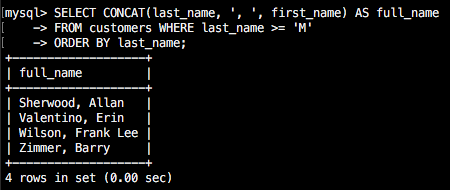 mysql> SELECT CONCAT(last_name, ', ', first_name) AS full_name
    -> FROM customers WHERE last_name >= 'M'
    -> ORDER BY last_name;
+-------------------+
| full_name         |
+-------------------+
| Sherwood, Allan   |
| Valentino, Erin   |
| Wilson, Frank Lee |
| Zimmer, Barry     |
+-------------------+
4 rows in set (0.00 sec)